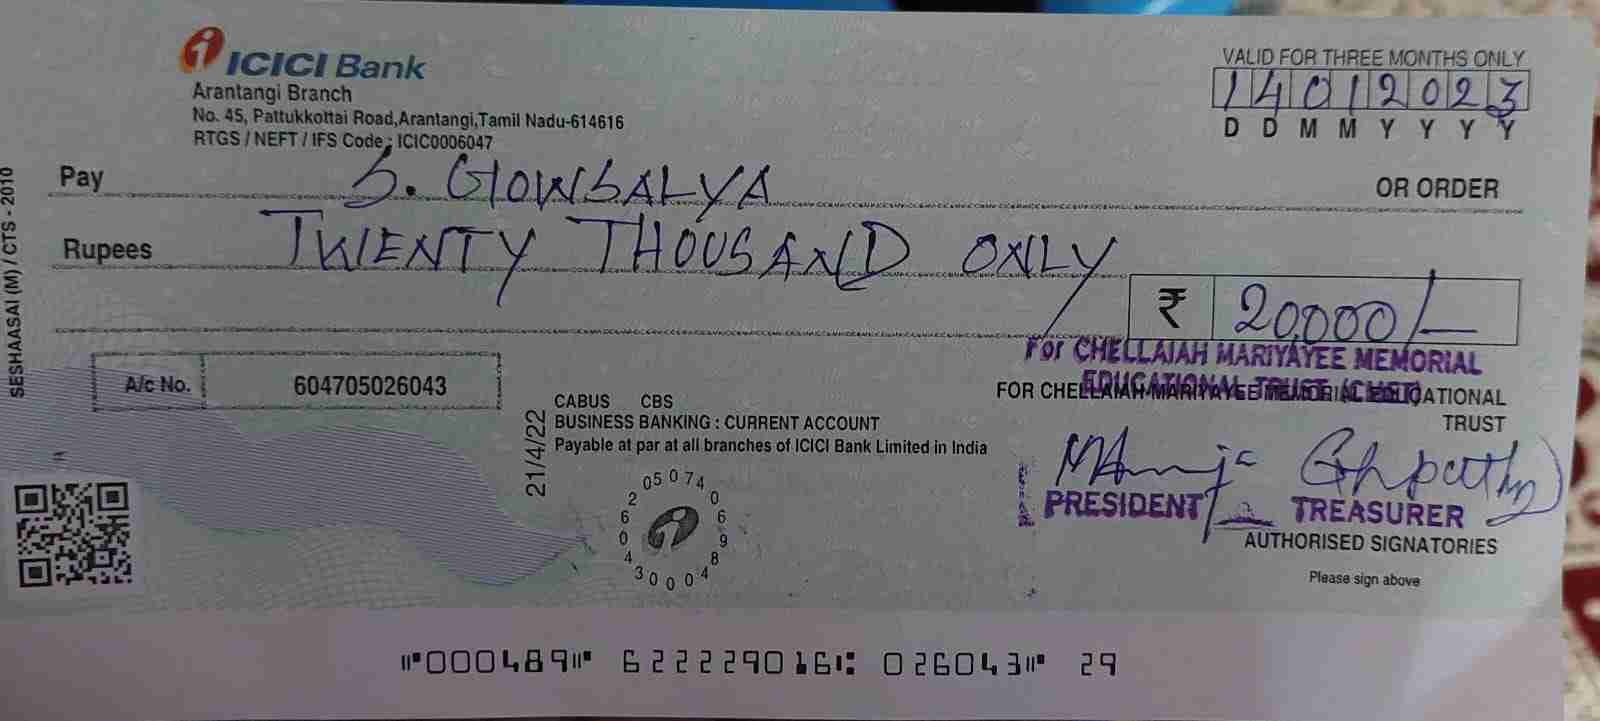 ICICI Bank
Arantangi Branch
No. 45, Pattukkottai Road,Arantangi,Tamil Nadu-614616
RTGS / NEFT / IFS Code : ICIC0006047
VALID FOR THREE MONTHS ONLY
14012023
D D M M Y Y Y Y
Pay S. GOWSALYA OR ORDER
Rupees TWENTY THOUSAND ONLY
₹ 20,000/-
For CHELLAIAH MARIYAYEE MEMORIAL
EDUCATIONAL TRUST (CMET)
FOR CHELLAIAH MARIYAYEE MEMORIAL EDUCATIONAL
TRUST
A/c No. 604705026043
CABUS CBS
BUSINESS BANKING : CURRENT ACCOUNT
Payable at par at all branches of ICICI Bank Limited in India
21/4/22
SESHAASAI (M) / CTS - 2010
PRESIDENT TREASURER
AUTHORISED SIGNATORIES
Please sign above
000489 622229016 026043 29